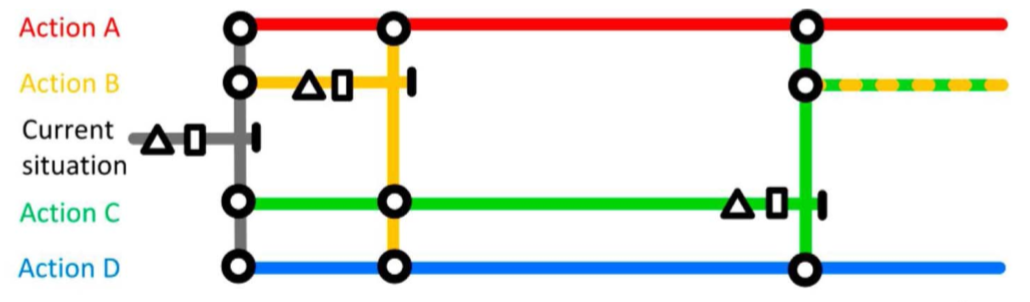 Action A
Action B
Current
situation
Action C
Action D